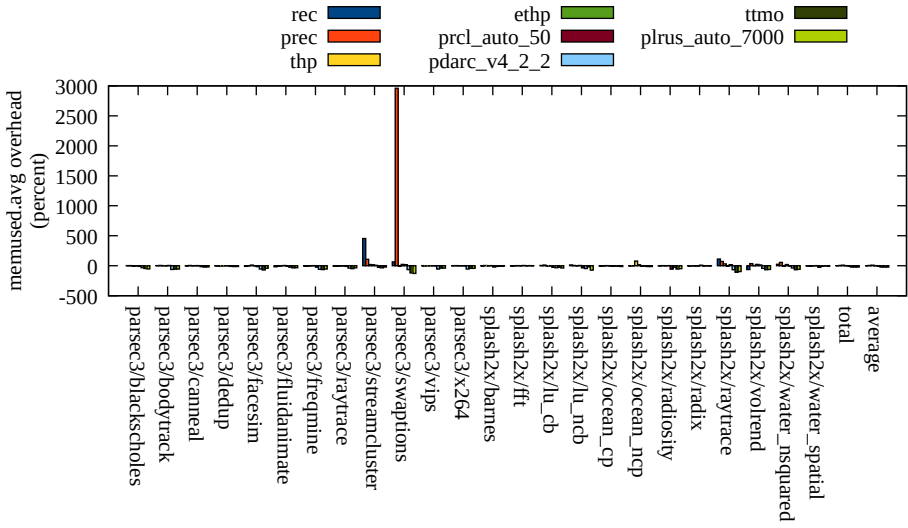 rec
prec
thp
ethp
prcl_auto_50
pdarc_v4_2_2
ttmo
plrus_auto_7000
memused.avg overhead
(percent)
3000
2500
2000
1500
1000
500
0
-500
parsec3/blackscholes
parsec3/bodytrack
parsec3/canneal
parsec3/dedup
parsec3/facesim
parsec3/fluidanimate
parsec3/freqmine
parsec3/raytrace
parsec3/streamcluster
parsec3/swaptions
parsec3/vips
parsec3/x264
splash2x/barnes
splash2x/fft
splash2x/lu_cb
splash2x/lu_ncb
splash2x/ocean_cp
splash2x/ocean_ncp
splash2x/radiosity
splash2x/radix
splash2x/raytrace
splash2x/volrend
splash2x/water_nsquared
splash2x/water_spatial
total
average